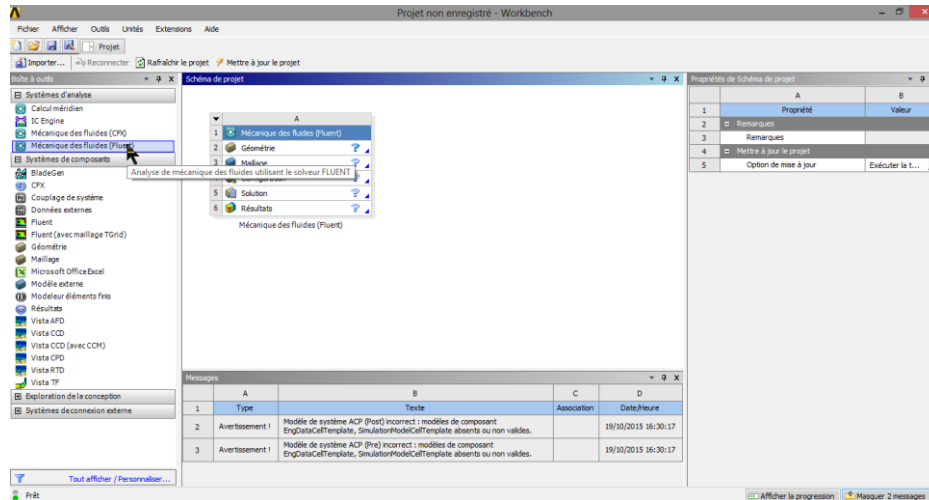 Projet non enregistré - Workbench
Fichier Afficher Outils Unités Extensions Aide
Projet
Importer... Reconnecter Rafraîchir le projet Mettre à jour le projet
Boîte à outils
Systèmes d'analyse
Calcul méridien
IC Engine
Mécanique des fluides (CFX)
Mécanique des fluides (Fluent)
Systèmes de composants
BladeGen
CFX
Couplage de système
Données externes
Fluent
Fluent (avec maillage TGrid)
Géométrie
Maillage
Microsoft Office Excel
Modèle externe
Modeleur éléments finis
Résultats
Vista AFD
Vista CCD
Vista CCD (avec CCM)
Vista CPD
Vista RTD
Vista TF
Exploration de la conception
Systèmes de connexion externe
Tout afficher / Personnaliser...
Schéma de projet
A
1 Mécanique des fluides (Fluent)
2 Géométrie ?
3 Maillage ?
Analyse de mécanique des fluides utilisant le solveur FLUENT
5 Solution ?
6 Résultats ?
Mécanique des fluides (Fluent)
Messages
A B C D
1 Type Texte Association Date/Heure
2 Avertissement ! Modèle de système ACP (Post) incorrect : modèles de composant
EngDataCellTemplate, SimulationModelCellTemplate absents ou non valides. 19/10/2015 16:30:17
3 Avertissement ! Modèle de système ACP (Pre) incorrect : modèles de composant
EngDataCellTemplate, SimulationModelCellTemplate absents ou non valides. 19/10/2015 16:30:17
Propriétés de Schéma de projet
A B
1 Propriété Valeur
2 Remarques
3 Remarques
4 Mettre à jour le projet
5 Option de mise à jour Exécuter la t...
Prêt
Afficher la progression Masquer 2 messages